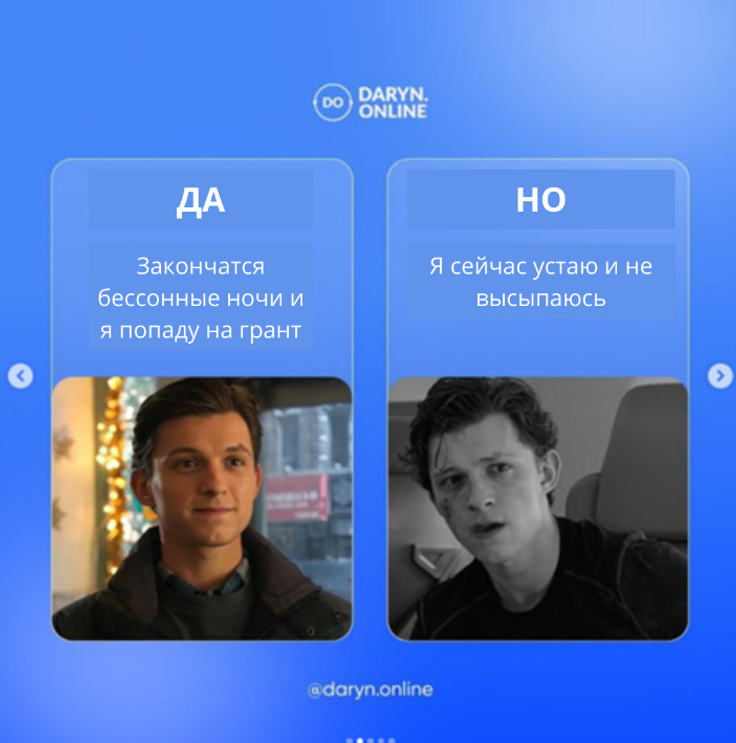 DO
DARYN.
ONLINE
ДА
Закончатся
бессонные ночи и
я попаду на грант
НО
Я сейчас устаю и не
высыпаюсь
@daryn.online